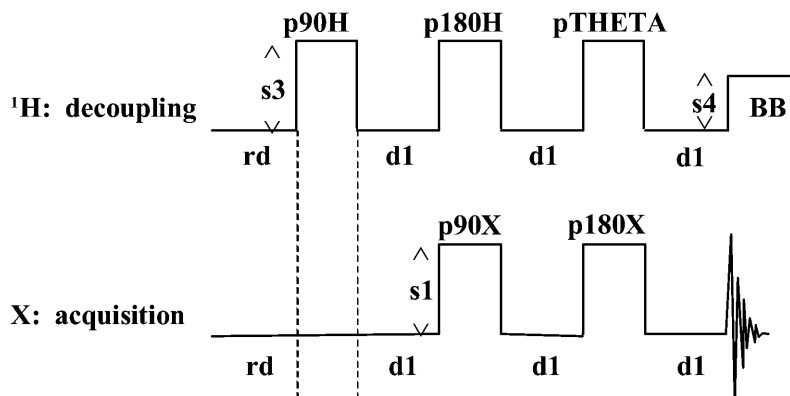 p90H p180H pTHETA
s3 s4
¹H: decoupling BB
rd d1 d1 d1
p90X p180X
s1
X: acquisition
rd d1 d1 d1